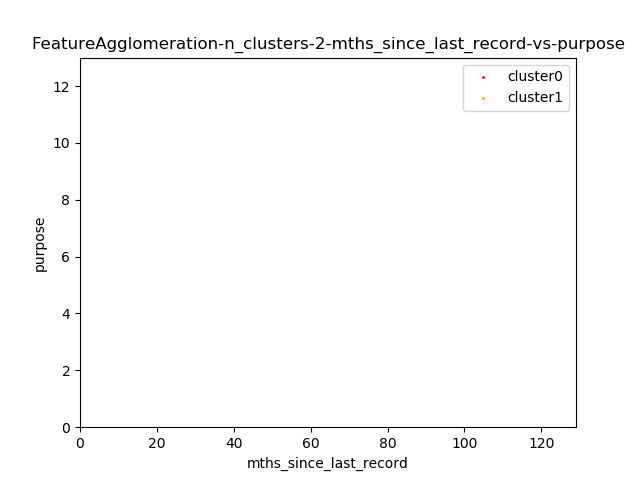 FeatureAgglomeration-n_clusters-2-mths_since_last_record-vs-purpose
cluster0
cluster1
12
10
8
6
4
2
0
purpose
0 20 40 60 80 100 120
mths_since_last_record